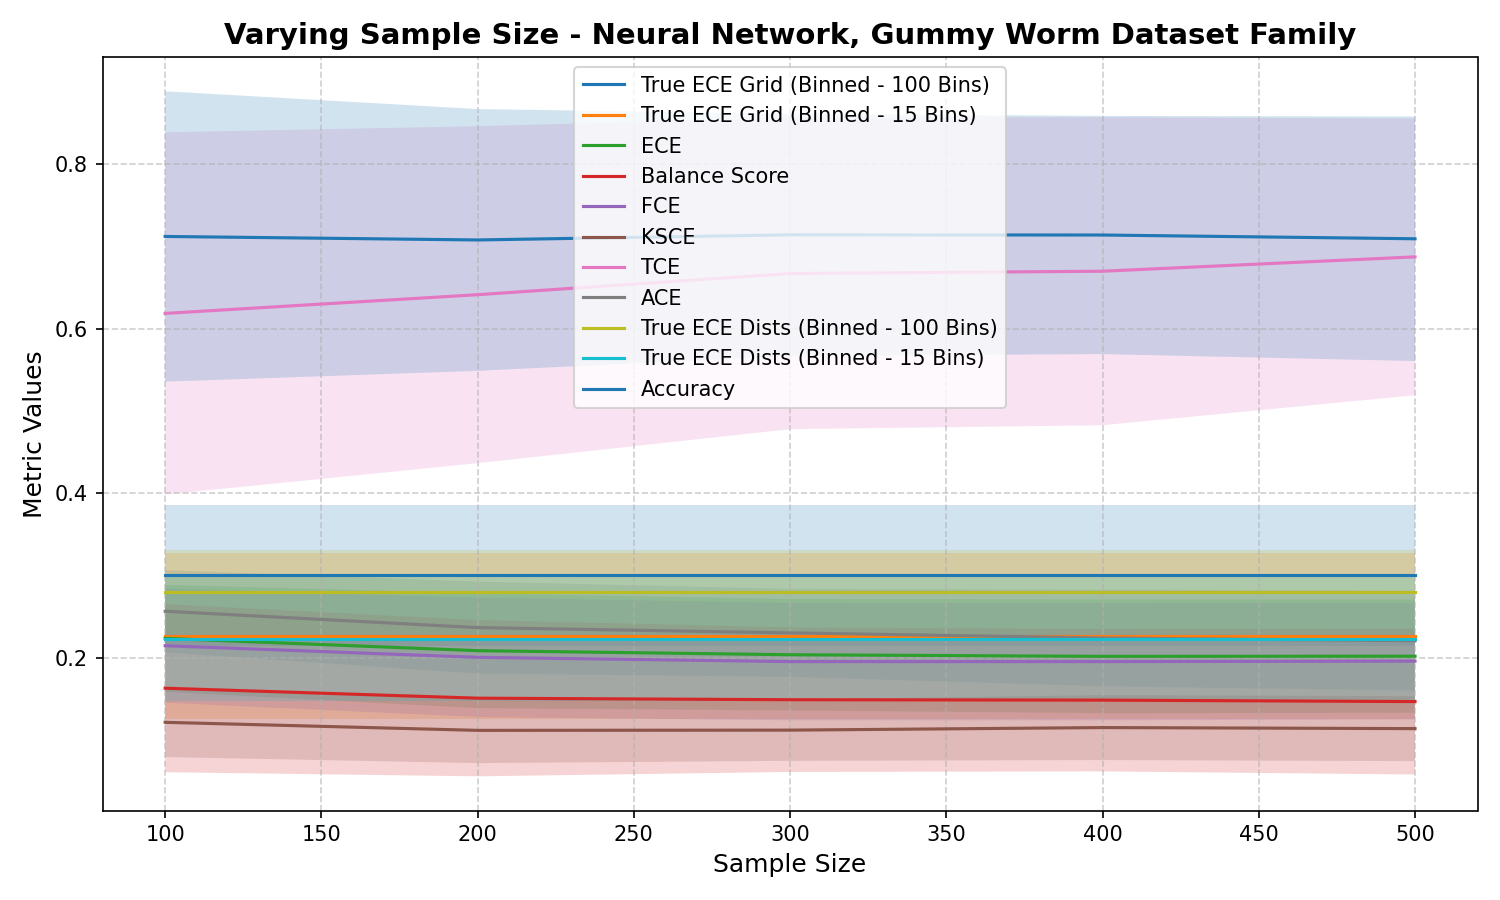 Varying Sample Size - Neural Network, Gummy Worm Dataset Family
True ECE Grid (Binned - 100 Bins)
True ECE Grid (Binned - 15 Bins)
ECE
Balance Score
FCE
KSCE
TCE
ACE
True ECE Dists (Binned - 100 Bins)
True ECE Dists (Binned - 15 Bins)
Accuracy
Metric Values
0.8
0.6
0.4
0.2
100 150 200 250 300 350 400 450 500
Sample Size